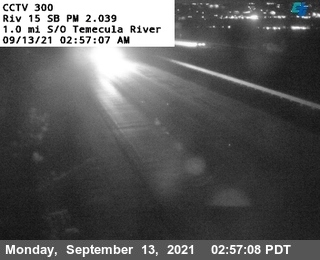 CCTV 300
Riv 15 SB PM 2.039
1.0 mi S/O Temecula River
09/13/21 02:57:07 AM
Monday, September 13, 2021 02:57:08 PDT